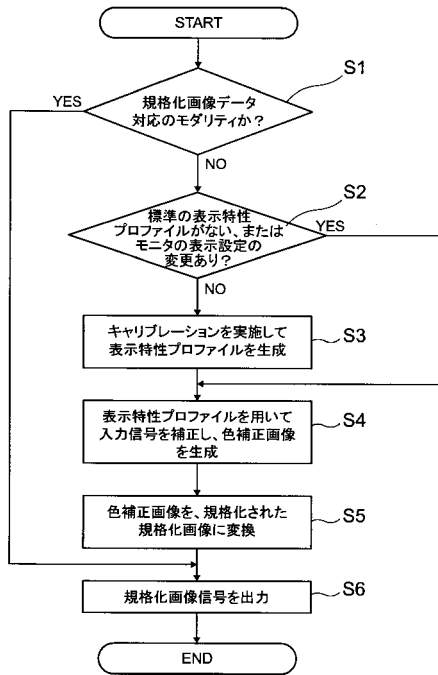 START
S1
YES
規格化画像データ
対応のモダリティか？
NO
S2
標準の表示特性
プロファイルがない、または
モニタの表示設定の
変更あり？
YES
NO
キャリブレーションを実施して
表示特性プロファイルを生成
S3
表示特性プロファイルを用いて
入力信号を補正し、色補正画像
を生成
S4
色補正画像を、規格化された
規格化画像に変換
S5
規格化画像信号を出力
S6
END